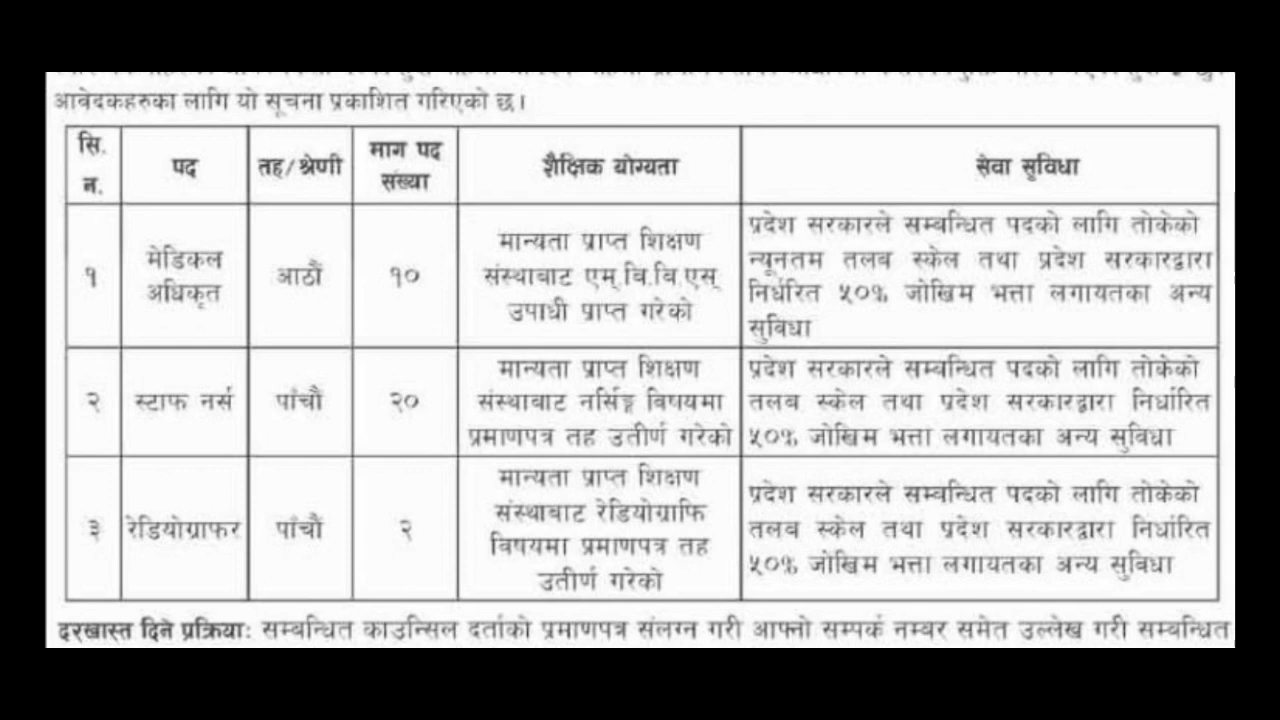 आवेदकहरुका लागि यो सूचना प्रकाशित गरिएको छ।
सि.
न.
पद
तह/श्रेणी
माग पद
संख्या
शैक्षिक योग्यता
सेवा सुविधा
१
मेडिकल
अधिकृत
आठौं
१०
मान्यता प्राप्त शिक्षण
संस्थाबाट एम्.वि.वि.एस्
उपाधी प्राप्त गरेको
प्रदेश सरकारले सम्बन्धित पदको लागि तोकेको
न्यूनतम तलब स्केल तथा प्रदेश सरकारद्वारा
निर्धारित ५०% जोखिम भत्ता लगायतका अन्य
सुविधा
२
स्टाफ नर्स
पांचौं
२०
मान्यता प्राप्त शिक्षण
संस्थाबाट नर्सिङ्ग विषयमा
प्रमाणपत्र तह उतीर्ण गरेको
प्रदेश सरकारले सम्बन्धित पदको लागि तोकेको
तलब स्केल तथा प्रदेश सरकारद्वारा निर्धारित
५०% जोखिम भत्ता लगायतका अन्य सुविधा
३
रेडियोग्राफर
पांचौं
२
मान्यता प्राप्त शिक्षण
संस्थाबाट रेडियोग्राफि
विषयमा प्रमाणपत्र तह
उतीर्ण गरेको
प्रदेश सरकारले सम्बन्धित पदको लागि तोकेको
तलब स्केल तथा प्रदेश सरकारद्वारा निर्धारित
५०% जोखिम भत्ता लगायतका अन्य सुविधा
दरखास्त दिने प्रक्रियाः सम्बन्धित काउन्सिल दर्ताको प्रमाणपत्र संलग्न गरी आफ्नो सम्पर्क नम्बर समेत उल्लेख गरी सम्बन्धित